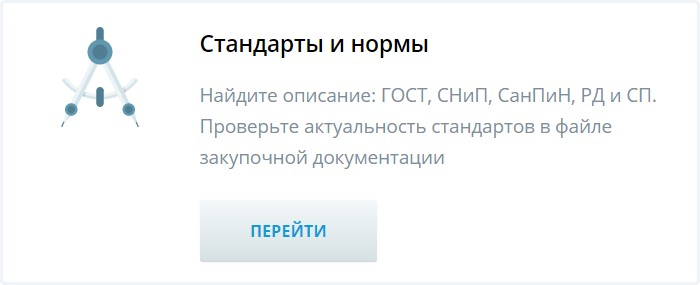 Стандарты и нормы
Найдите описание: ГОСТ, СНиП, СанПиН, РД и СП.
Проверьте актуальность стандартов в файле
закупочной документации
ПЕРЕЙТИ